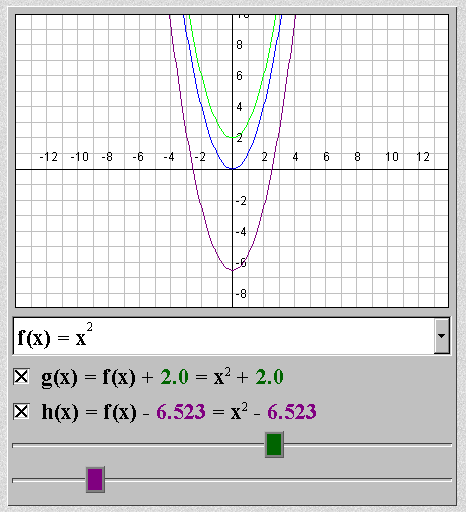 10
8
6
4
2
-12 -10 -8 -6 -4 -2 2 4 6 8 10 12
-2
-4
-6
-8
f(x) = x²
g(x) = f(x) + 2.0 = x² + 2.0
h(x) = f(x) - 6.523 = x² - 6.523